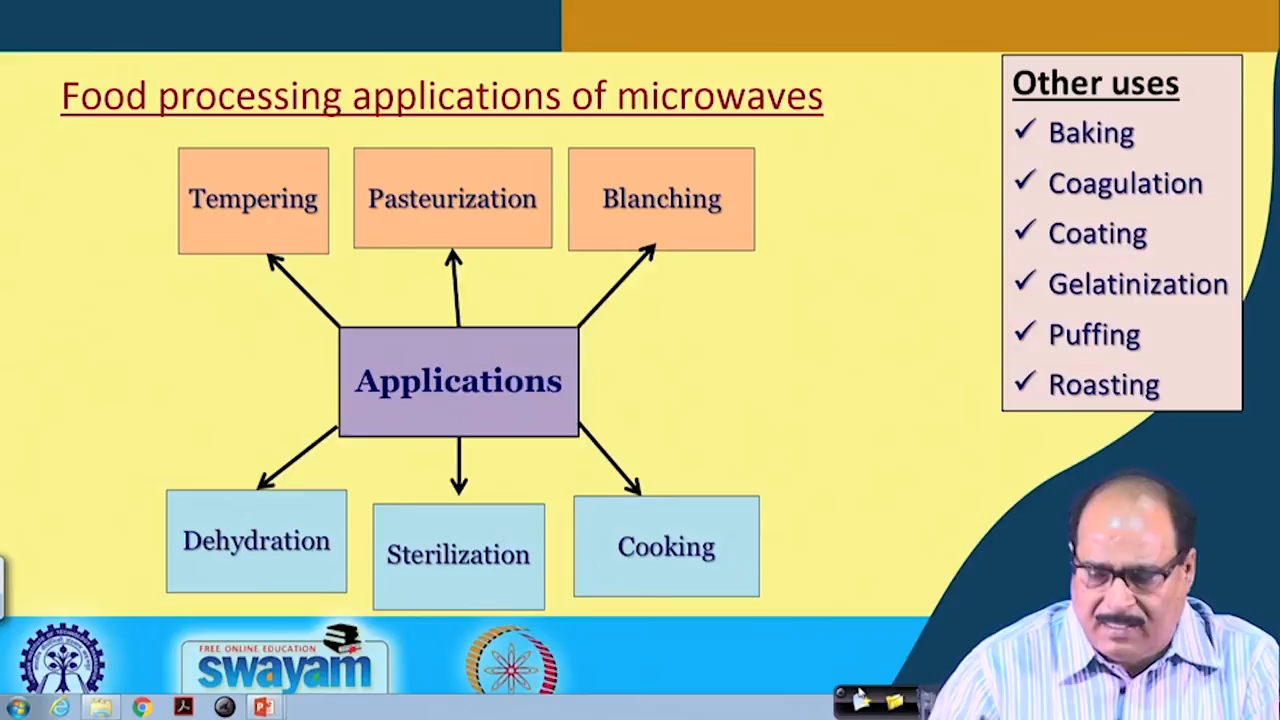 Food processing applications of microwaves
Tempering
Pasteurization
Blanching
Applications
Dehydration
Sterilization
Cooking
Other uses
✓ Baking
✓ Coagulation
✓ Coating
✓ Gelatinization
✓ Puffing
✓ Roasting
FREE ONLINE EDUCATION
swayam